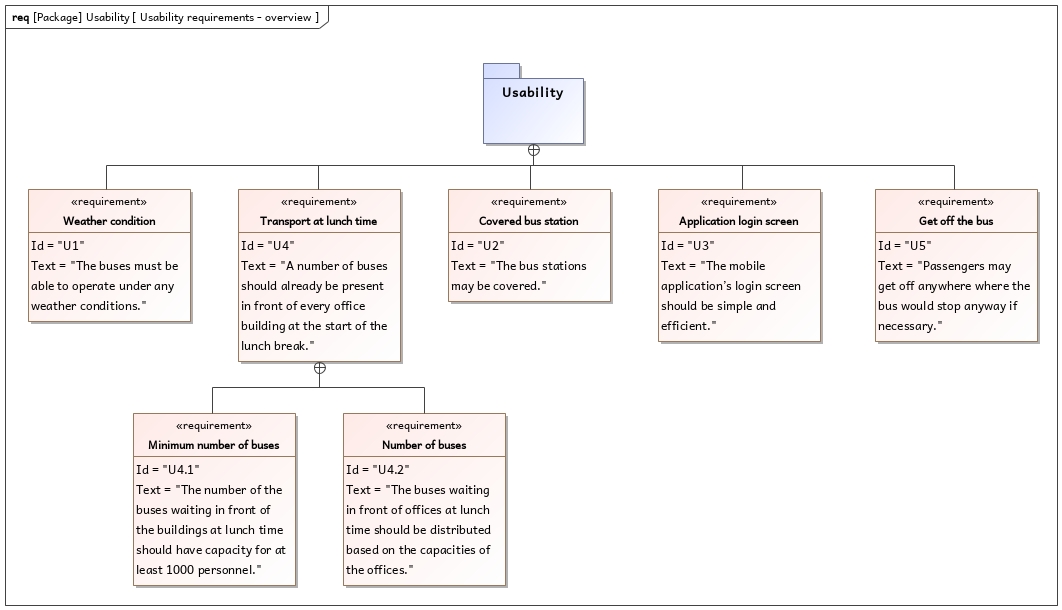 req [Package] Usability [ Usability requirements - overview ]
Usability
«requirement»
Weather condition
Id = "U1"
Text = "The buses must be
able to operate under any
weather conditions."
«requirement»
Transport at lunch time
Id = "U4"
Text = "A number of buses
should already be present
in front of every office
building at the start of the
lunch break."
«requirement»
Covered bus station
Id = "U2"
Text = "The bus stations
may be covered."
«requirement»
Application login screen
Id = "U3"
Text = "The mobile
application's login screen
should be simple and
efficient."
«requirement»
Get off the bus
Id = "U5"
Text = "Passengers may
get off anywhere where the
bus would stop anyway if
necessary."
«requirement»
Minimum number of buses
Id = "U4.1"
Text = "The number of the
buses waiting in front of
the buildings at lunch time
should have capacity for at
least 1000 personnel."
«requirement»
Number of buses
Id = "U4.2"
Text = "The buses waiting
in front of offices at lunch
time should be distributed
based on the capacities of
the offices."